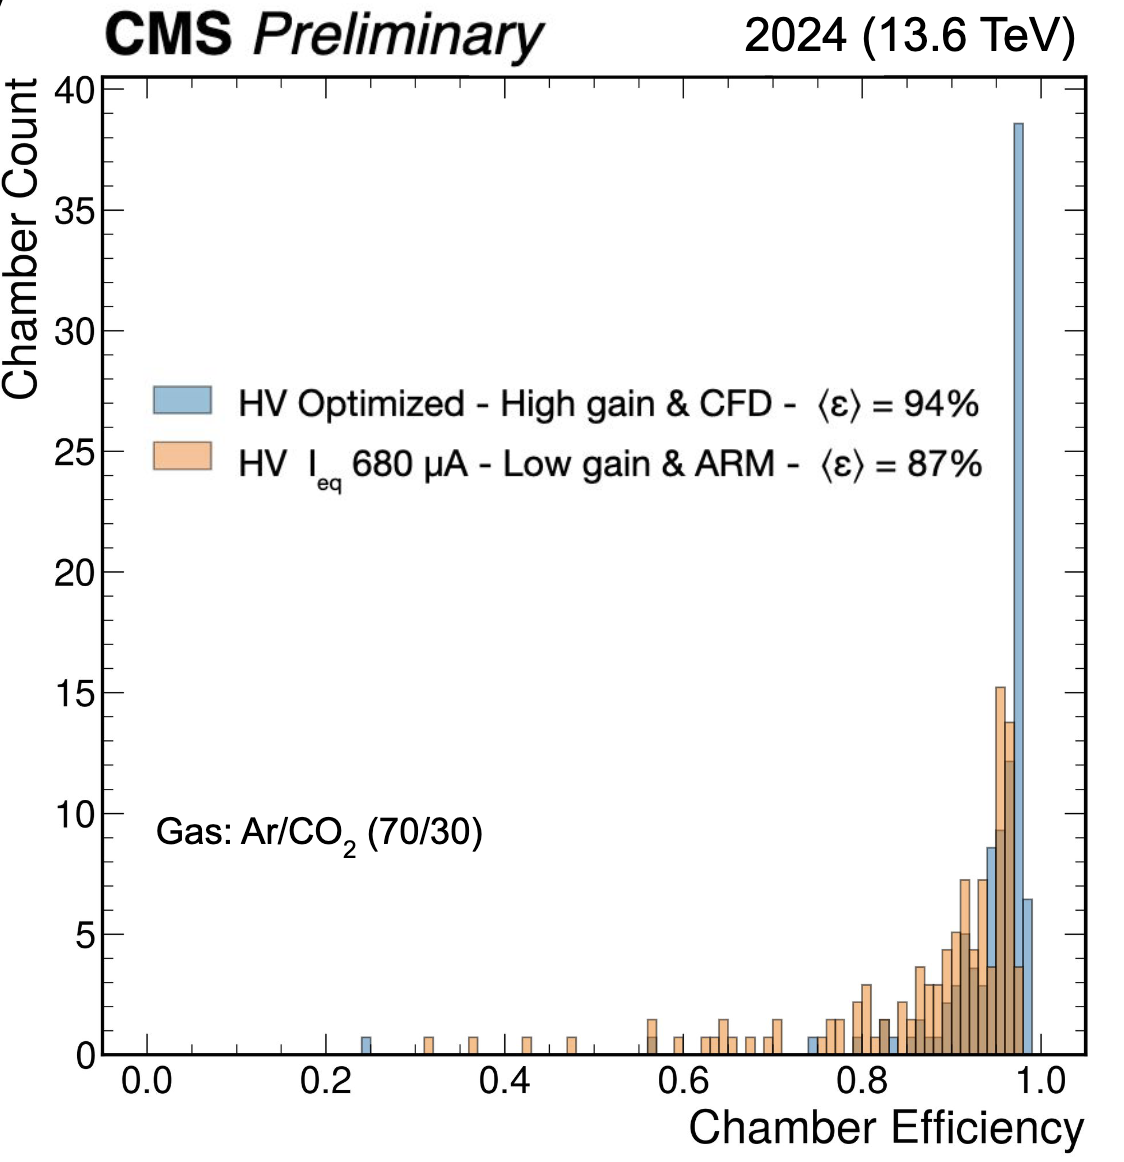 CMS Preliminary 2024 (13.6 TeV)
Chamber Count
40
35
30
25
20
15
10
5
0
HV Optimized - High gain & CFD - ⟨ε⟩ = 94%
HV I_eq 680 μA - Low gain & ARM - ⟨ε⟩ = 87%
Gas: Ar/CO₂ (70/30)
0.0 0.2 0.4 0.6 0.8 1.0
Chamber Efficiency